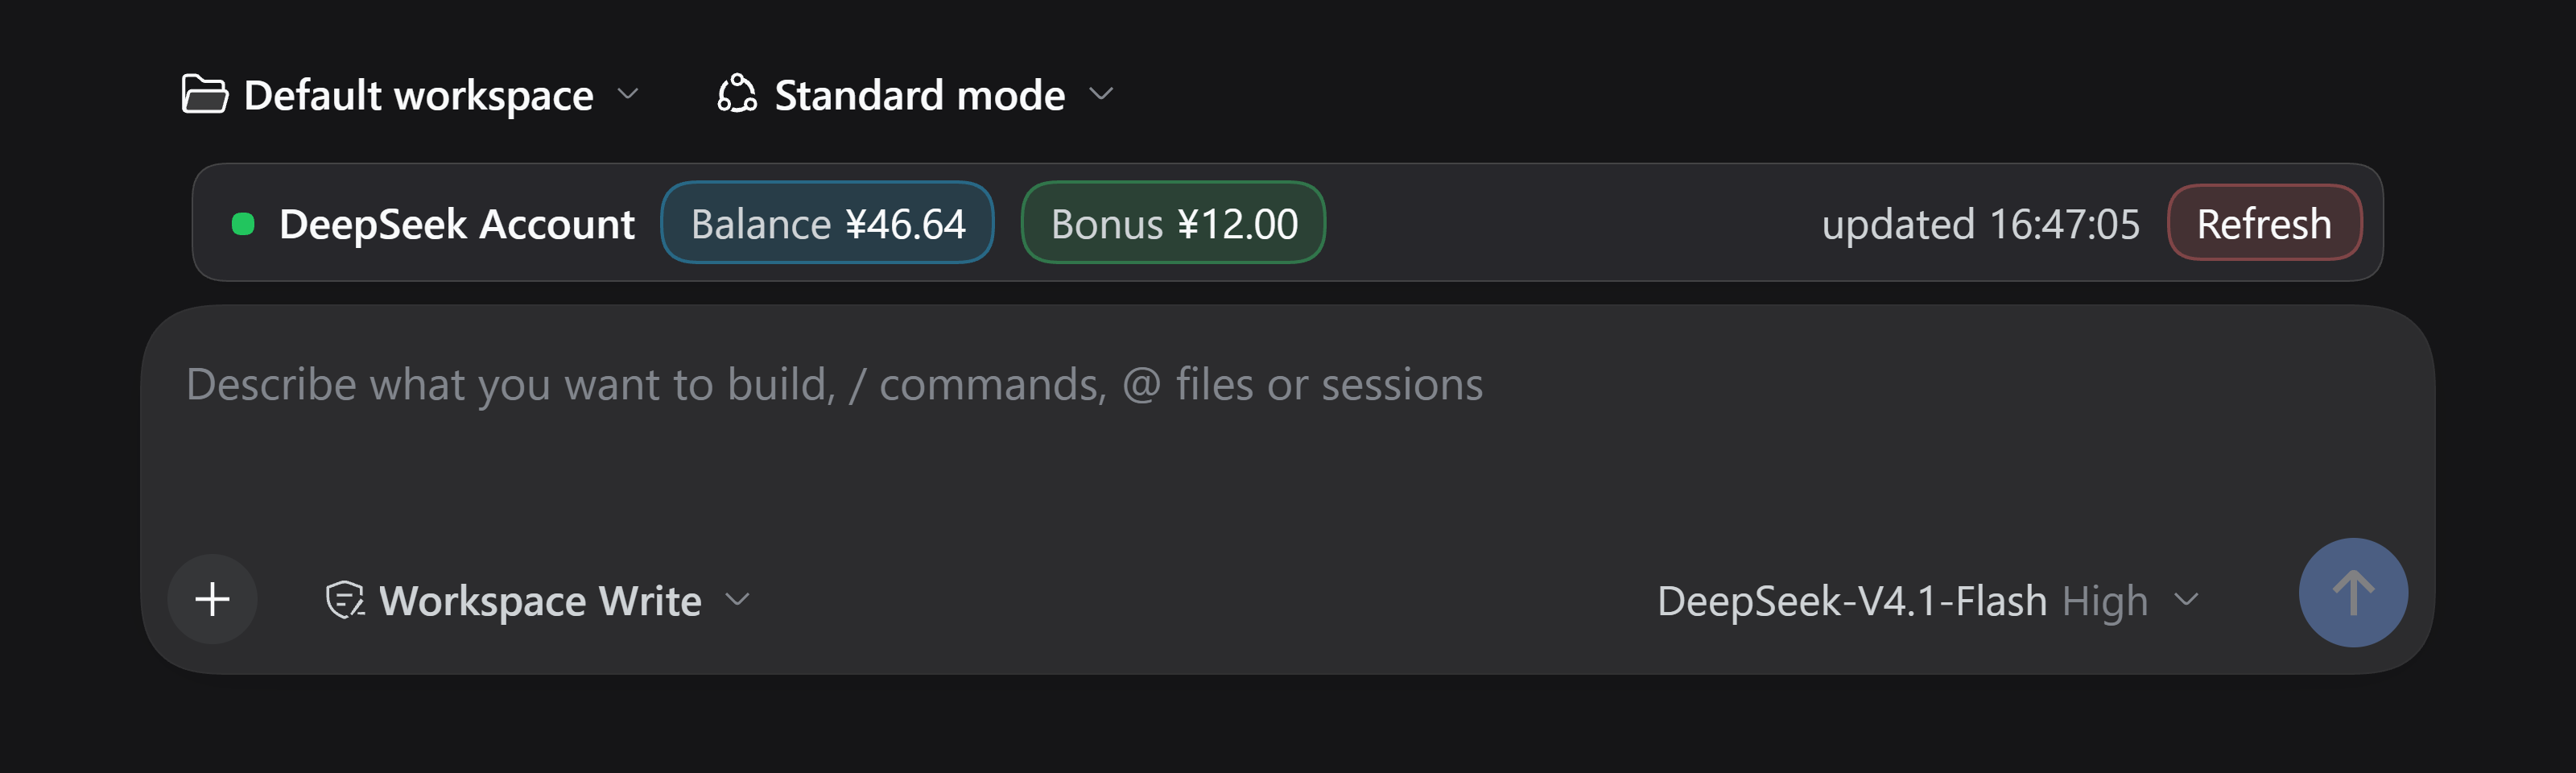 Default workspace Standard mode
DeepSeek Account Balance ¥46.64 Bonus ¥12.00 updated 16:47:05 Refresh
Describe what you want to build, / commands, @ files or sessions
Workspace Write DeepSeek-V4.1-Flash High